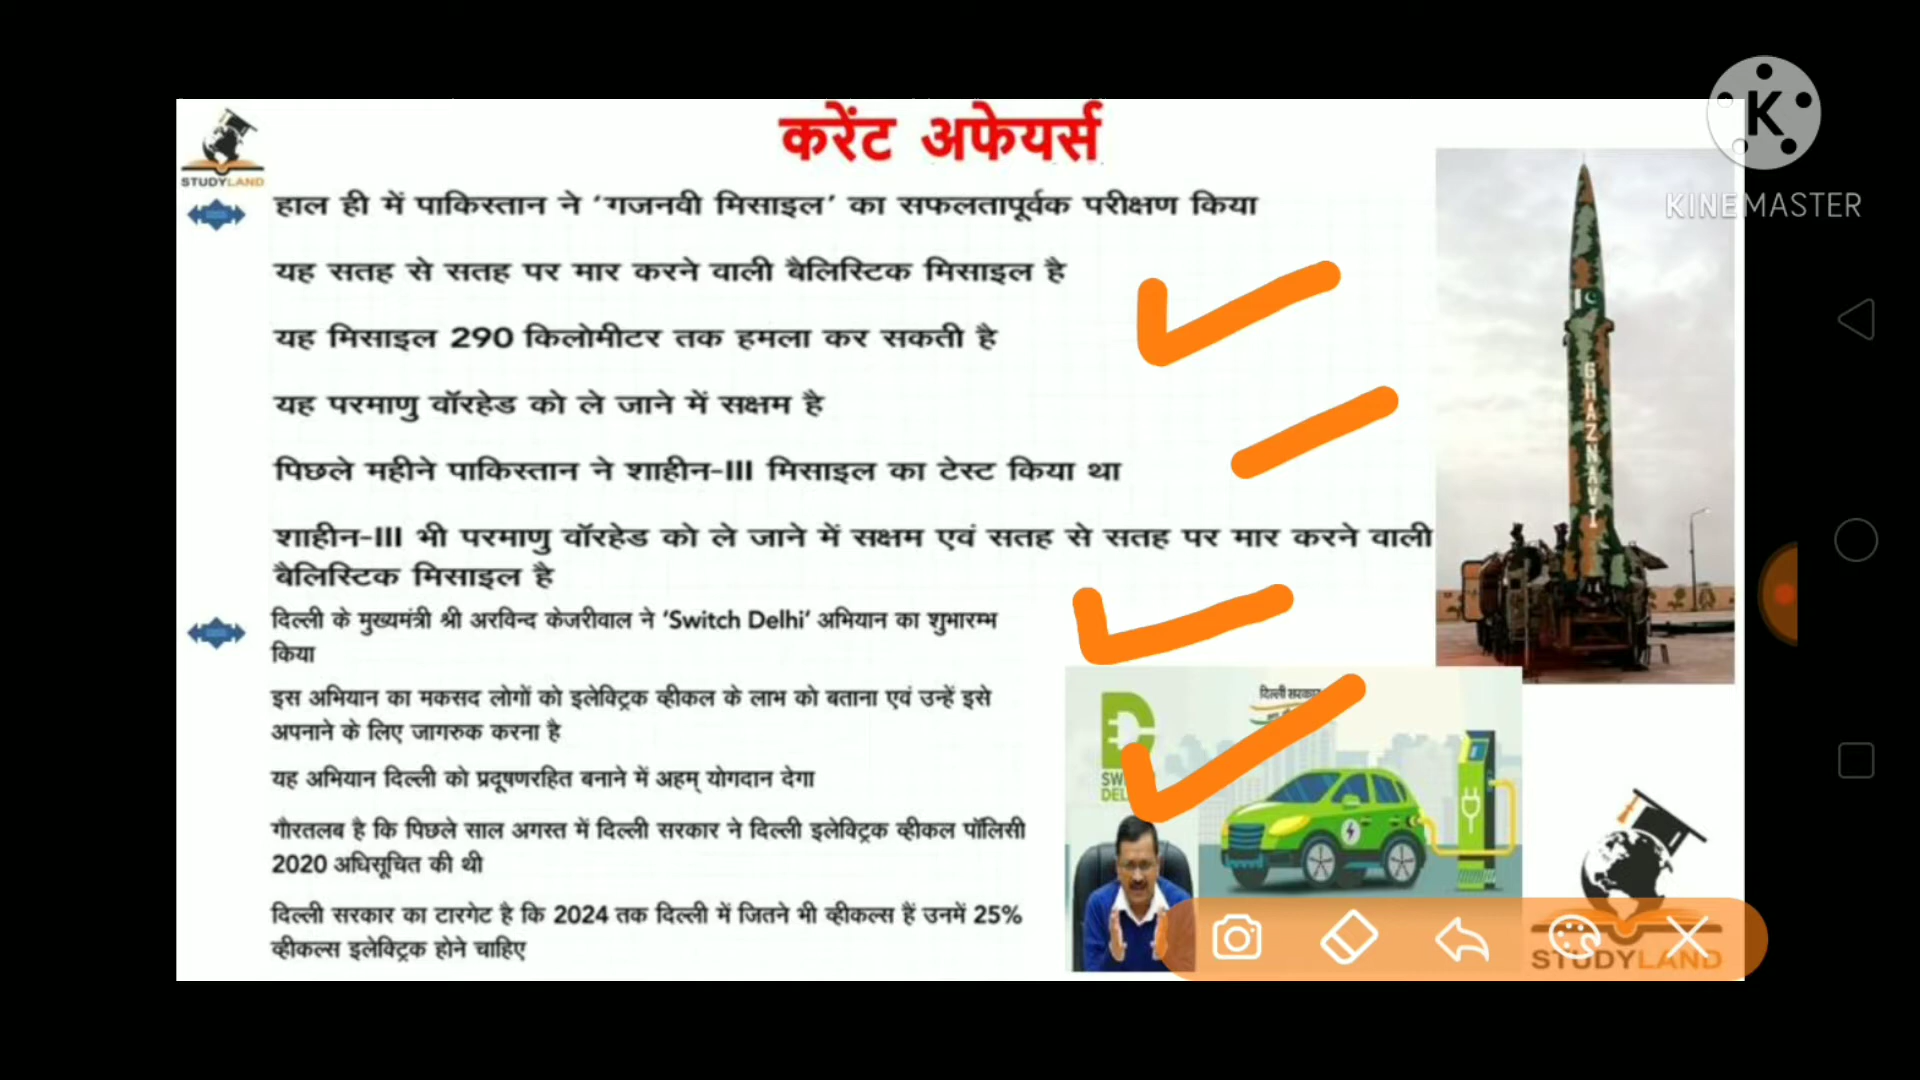 करेंट अफेयर्स
STUDYLAND
हाल ही में पाकिस्तान ने ‘गजनवी मिसाइल’ का सफलतापूर्वक परीक्षण किया
यह सतह से सतह पर मार करने वाली बैलिस्टिक मिसाइल है
यह मिसाइल 290 किलोमीटर तक हमला कर सकती है
यह परमाणु वॉरहेड को ले जाने में सक्षम है
पिछले महीने पाकिस्तान ने शाहीन-III मिसाइल का टेस्ट किया था
शाहीन-III भी परमाणु वॉरहेड को ले जाने में सक्षम एवं सतह से सतह पर मार करने वाली
बैलिस्टिक मिसाइल है
दिल्ली के मुख्यमंत्री श्री अरविन्द केजरीवाल ने ‘Switch Delhi’ अभियान का शुभारम्भ
किया
इस अभियान का मकसद लोगों को इलेक्ट्रिक व्हीकल के लाभ को बताना एवं उन्हें इसे
अपनाने के लिए जागरुक करना है
यह अभियान दिल्ली को प्रदूषणरहित बनाने में अहम् योगदान देगा
गौरतलब है कि पिछले साल अगस्त में दिल्ली सरकार ने दिल्ली इलेक्ट्रिक व्हीकल पॉलिसी
2020 अधिसूचित की थी
दिल्ली सरकार का टारगेट है कि 2024 तक दिल्ली में जितने भी व्हीकल्स हैं उनमें 25%
व्हीकल्स इलेक्ट्रिक होने चाहिए
K
KINEMASTER
GHAZNAVI
दिल्ली सरकार
STUDYLAND